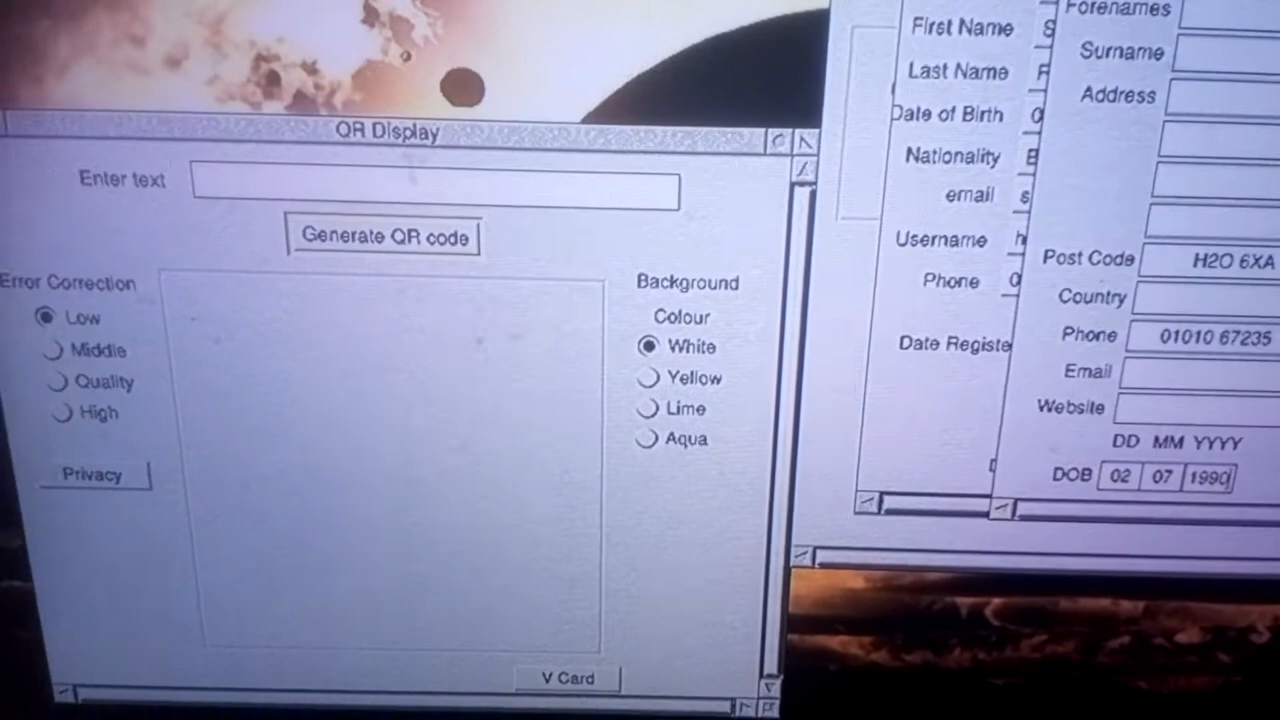 QR Display
Enter text
Generate QR code
Error Correction
Low
Middle
Quality
High
Privacy
Background
Colour
White
Yellow
Lime
Aqua
V Card
First Name
Last Name
Date of Birth
Nationality
email
Username
Phone
Date Registe
Forenames
Surname
Address
Post Code H2O 6XA
Country
Phone 01010 67235
Email
Website
DD MM YYYY
DOB 02 07 1990